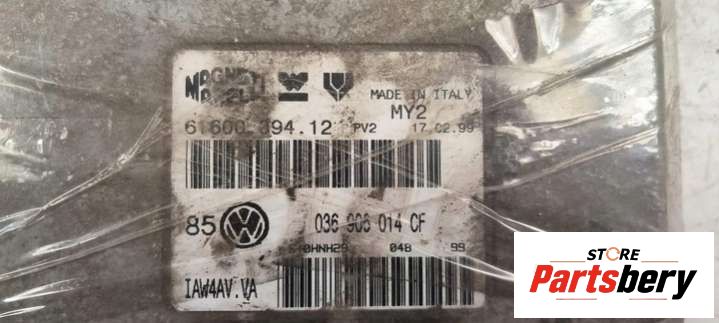 MAGNETI
MARELLI
MADE IN ITALY
MY2
61600.394.12 PV2 17.02.99
85 VW 036 906 014 CF
048 99
IAW4AV.VA
STORE
Partsbery